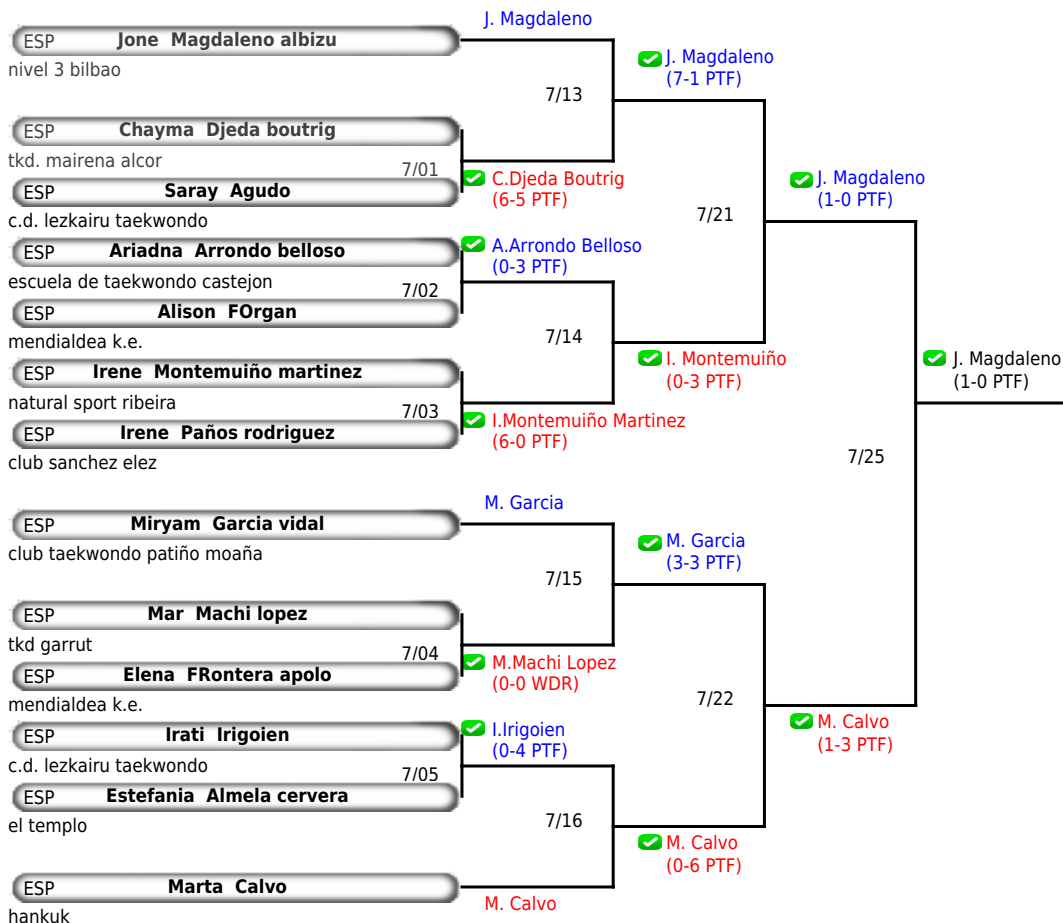 J. Magdaleno
ESP Jone Magdaleno albizu
nivel 3 bilbao
J. Magdaleno
(7-1 PTF)
7/13
ESP Chayma Djeda boutrig
tkd. mairena alcor
7/01
C.Djeda Boutrig
(6-5 PTF)
ESP Saray Agudo
c.d. lezkairu taekwondo
J. Magdaleno
(1-0 PTF)
7/21
ESP Ariadna Arrondo belloso
escuela de taekwondo castejon
A.Arrondo Belloso
(0-3 PTF)
7/02
ESP Alison FOrgan
mendialdea k.e.
7/14
I. Montemuiño
(0-3 PTF)
J. Magdaleno
(1-0 PTF)
ESP Irene Montemuiño martinez
natural sport ribeira
7/03
I.Montemuiño Martinez
(6-0 PTF)
ESP Irene Paños rodriguez
club sanchez elez
7/25
M. Garcia
ESP Miryam Garcia vidal
club taekwondo patiño moaña
M. Garcia
(3-3 PTF)
7/15
ESP Mar Machi lopez
tkd garrut
7/04
M.Machi Lopez
(0-0 WDR)
ESP Elena FRontera apolo
mendialdea k.e.
7/22
M. Calvo
(1-3 PTF)
ESP Irati Irigoien
c.d. lezkairu taekwondo
I.Irigoien
(0-4 PTF)
7/05
ESP Estefania Almela cervera
el templo
7/16
M. Calvo
(0-6 PTF)
ESP Marta Calvo
hankuk
M. Calvo